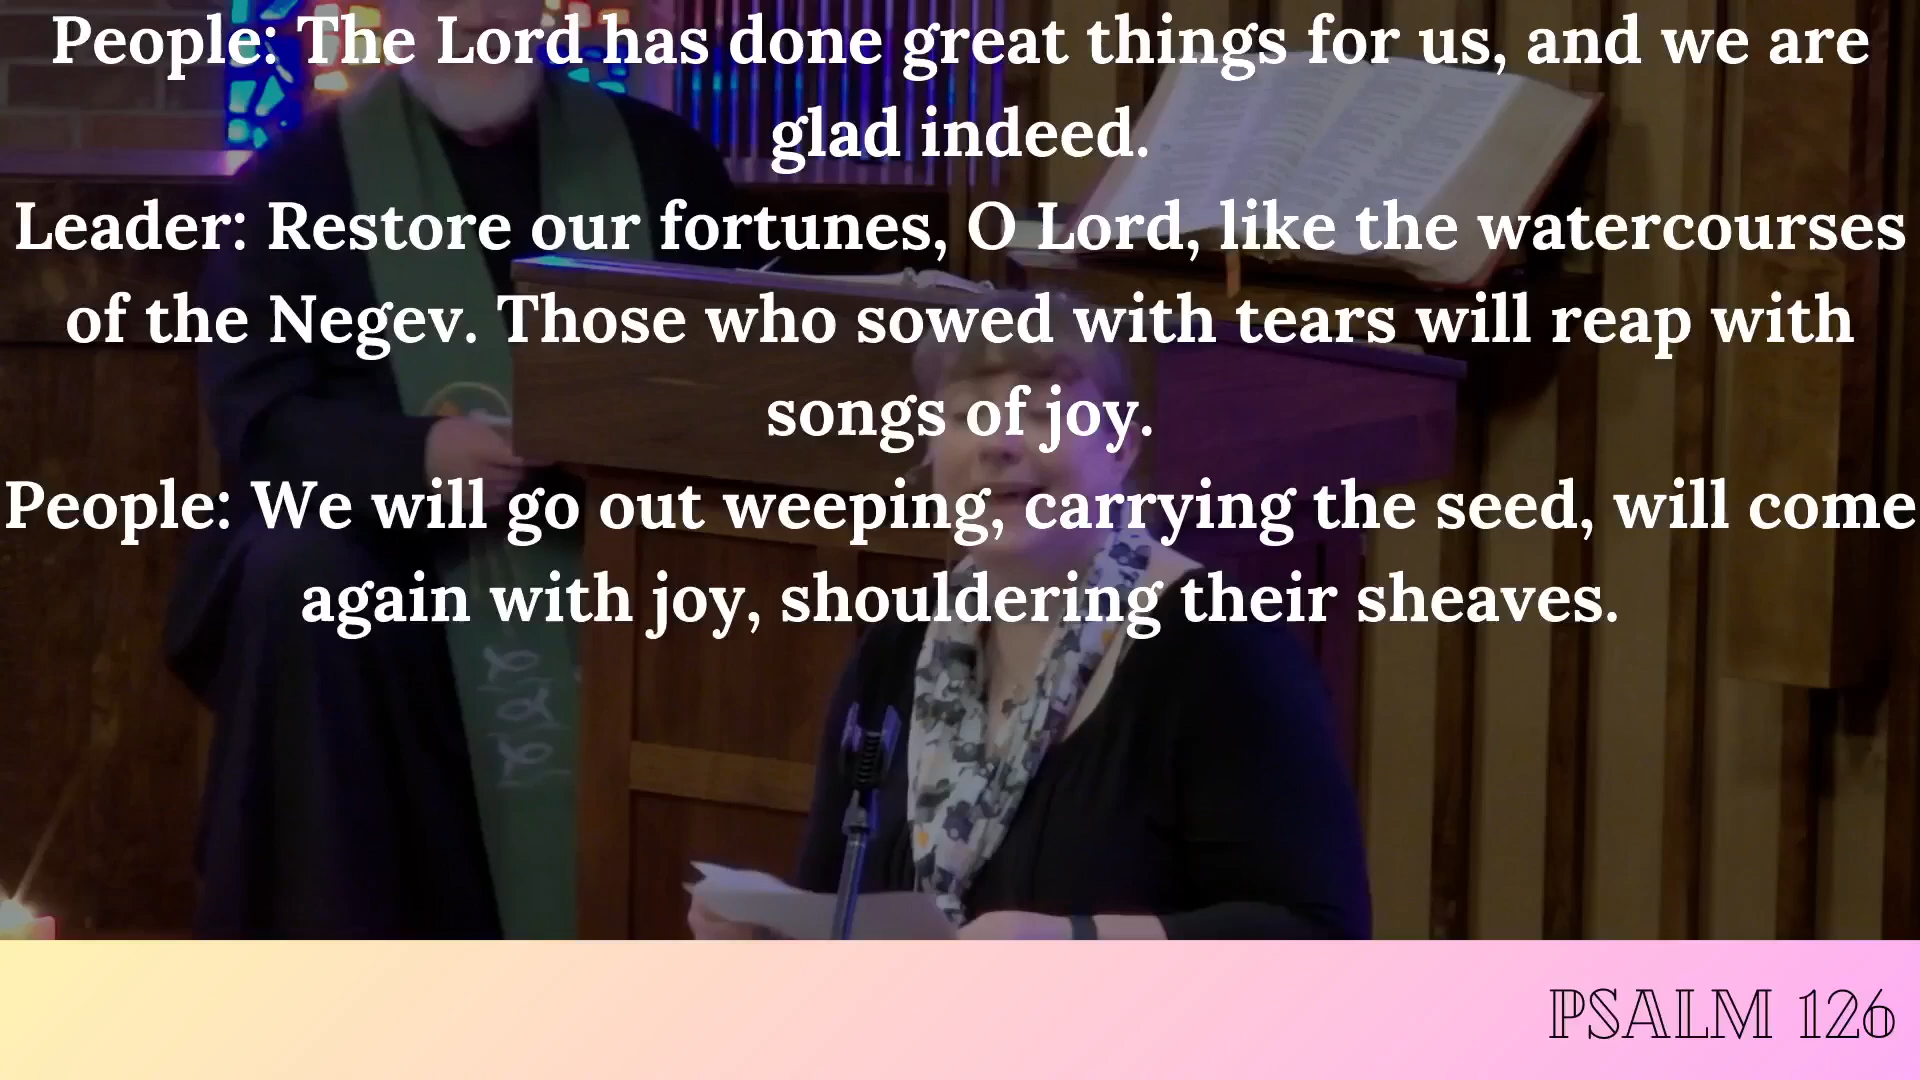 People: The Lord has done great things for us, and we are
glad indeed.
Leader: Restore our fortunes, O Lord, like the watercourses
of the Negev. Those who sowed with tears will reap with
songs of joy.
People: We will go out weeping, carrying the seed, will come
again with joy, shouldering their sheaves.
PSALM 126